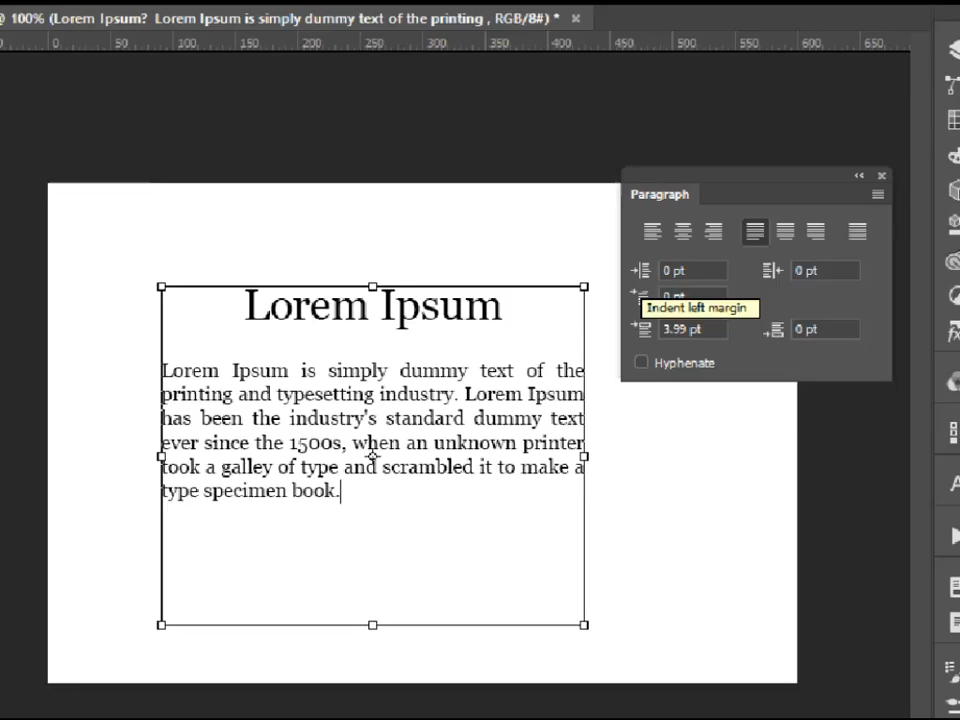 @ 100% (Lorem Ipsum?  Lorem Ipsum is simply dummy text of the printing , RGB/8#) * ×
0 50 100 150 200 250 300 350 400 450 500 550 600 650
Paragraph
0 pt 0 pt
0 pt
Indent left margin
3.99 pt 0 pt
Hyphenate
Lorem Ipsum
Lorem Ipsum is simply dummy text of the
printing and typesetting industry. Lorem Ipsum
has been the industry's standard dummy text
ever since the 1500s, when an unknown printer
took a galley of type and scrambled it to make a
type specimen book.
fx
A